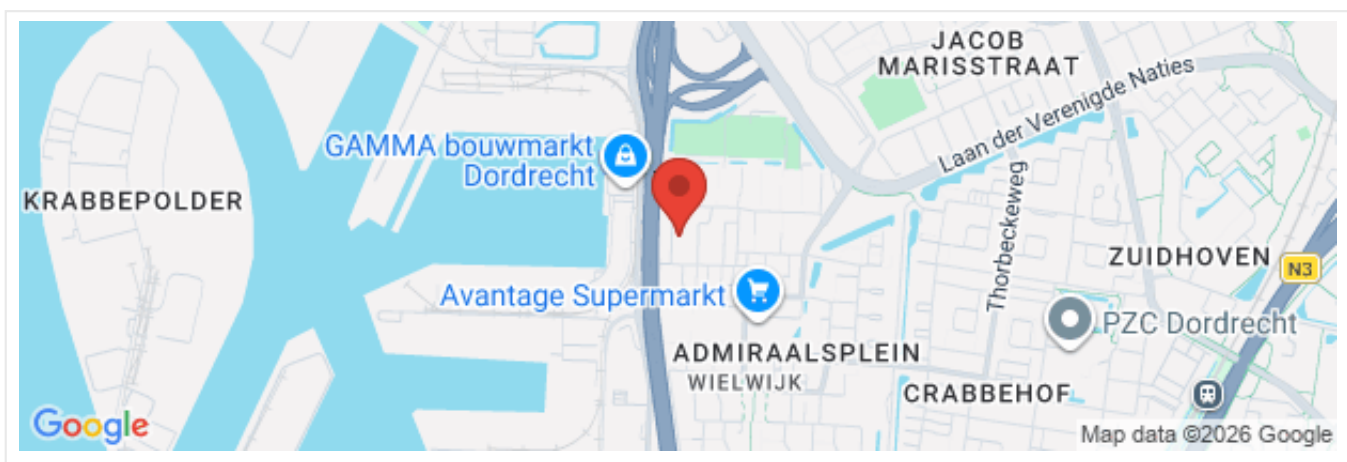 JACOB
MARISSTRAAT
Laan der Verenigde Naties
GAMMA bouwmarkt
Dordrecht
KRABBEPOLDER
Thorbeckeweg
ZUIDHOVEN
N3
Avantage Supermarkt
PZC Dordrecht
ADMIRAALSPLEIN
WIELWIJK
CRABBEHOF
Google
Map data ©2026 Google